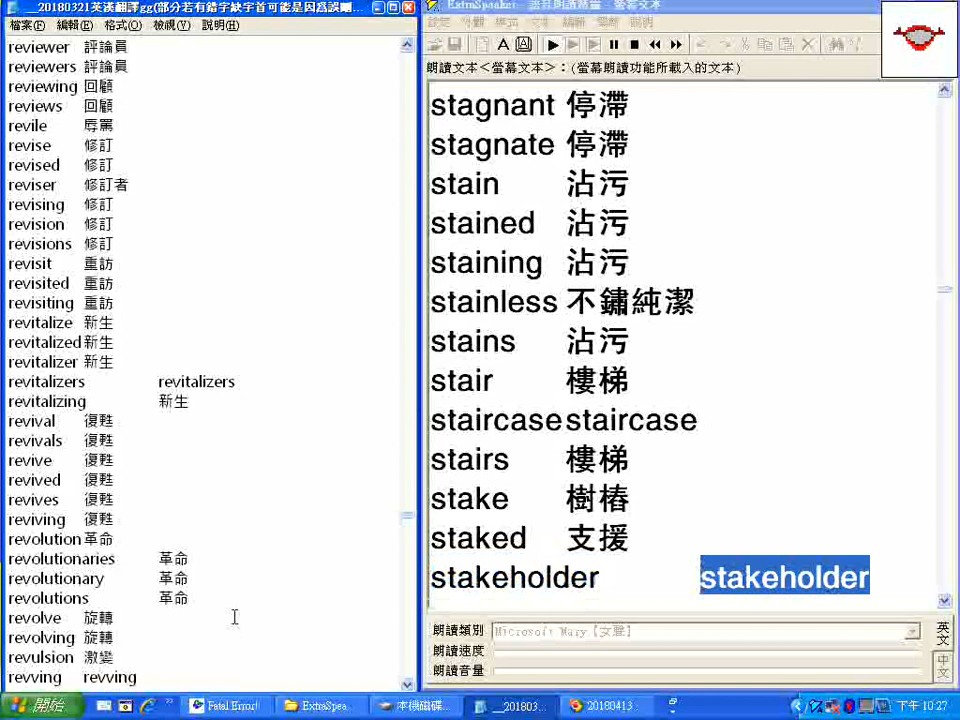 __20180321英漢翻譯gg(部分若有錯字缺字首可能是因為誤刪...
檔案(F) 編輯(E) 格式(O) 檢視(V) 說明(H)
reviewer 評論員
reviewers 評論員
reviewing 回顧
reviews 回顧
revile 辱罵
revise 修訂
revised 修訂
reviser 修訂者
revising 修訂
revision 修訂
revisions 修訂
revisit 重訪
revisited 重訪
revisiting 重訪
revitalize 新生
revitalized 新生
revitalizer 新生
revitalizers revitalizers
revitalizing 新生
revival 復甦
revivals 復甦
revive 復甦
revived 復甦
revives 復甦
reviving 復甦
revolution 革命
revolutionaries 革命
revolutionary 革命
revolutions 革命
revolve 旋轉
revolving 旋轉
revulsion 激變
revving revving
朗讀文本<螢幕文本>：(螢幕朗讀功能所載入的文本)
stagnant 停滯
stagnate 停滯
stain 沾污
stained 沾污
staining 沾污
stainless 不鏽純潔
stains 沾污
stair 樓梯
staircase staircase
stairs 樓梯
stake 樹樁
staked 支援
stakeholder stakeholder
朗讀類別 Microsoft Mary【女聲】
朗讀速度
朗讀音量
英文
中文
開始 Fatal Error! ExtraSpea... 本機磁碟... __201803... 20180413... 下午 10:27